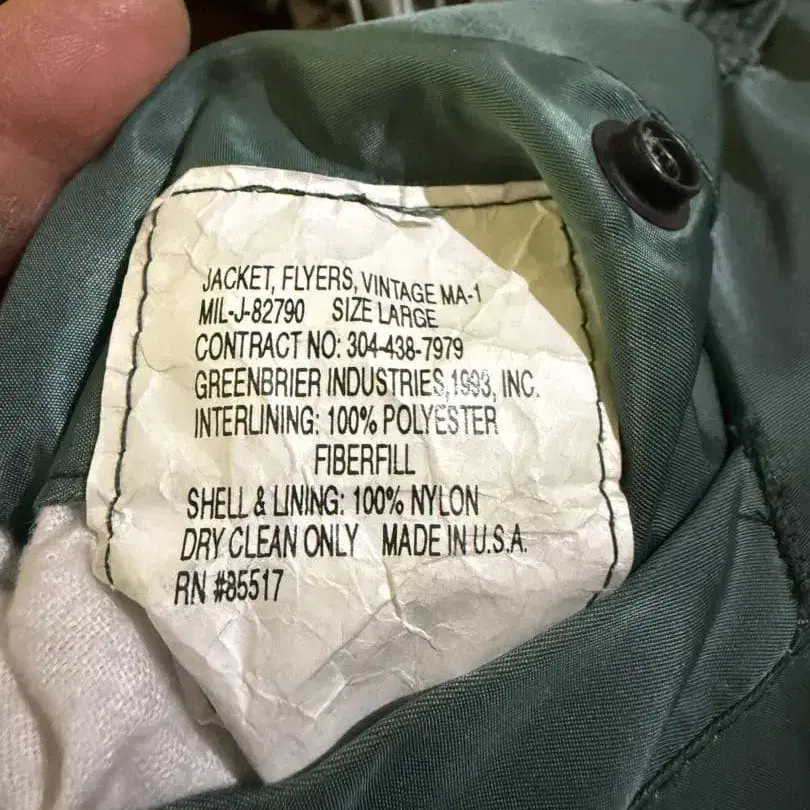 JACKET, FLYERS, VINTAGE MA-1
MIL-J-82790 SIZE LARGE
CONTRACT NO: 304-438-7979
GREENBRIER INDUSTRIES,1993, INC.
INTERLINING: 100% POLYESTER
FIBERFILL
SHELL & LINING: 100% NYLON
DRY CLEAN ONLY MADE IN U.S.A.
RN #85517